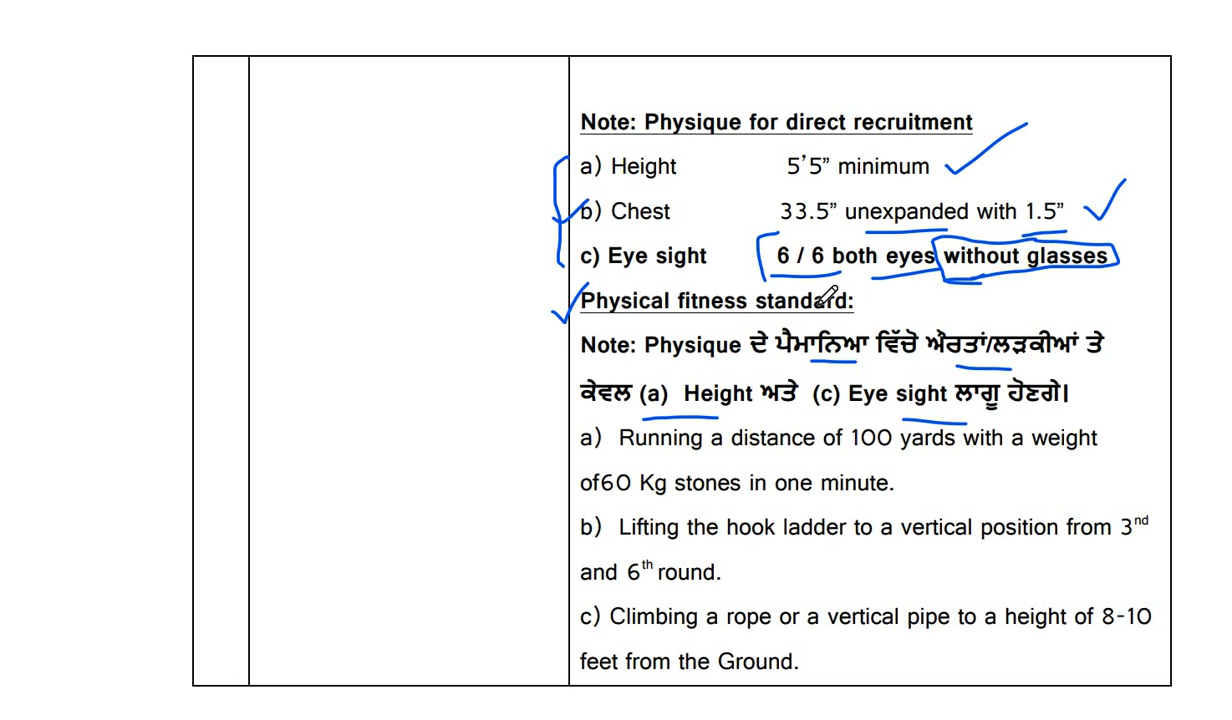 Note: Physique for direct recruitment
a) Height 5’5” minimum
b) Chest 33.5” unexpanded with 1.5”
c) Eye sight 6 / 6 both eyes without glasses
Physical fitness standard:
Note: Physique ਦੇ ਪੈਮਾਨਿਆ ਵਿੱਚੋ ਔਰਤਾਂ/ਲੜਕੀਆਂ ਤੇ
ਕੇਵਲ (a) Height ਅਤੇ (c) Eye sight ਲਾਗੂ ਹੋਣਗੇ।
a) Running a distance of 100 yards with a weight
of60 Kg stones in one minute.
b) Lifting the hook ladder to a vertical position from 3nd
and 6th round.
c) Climbing a rope or a vertical pipe to a height of 8-10
feet from the Ground.